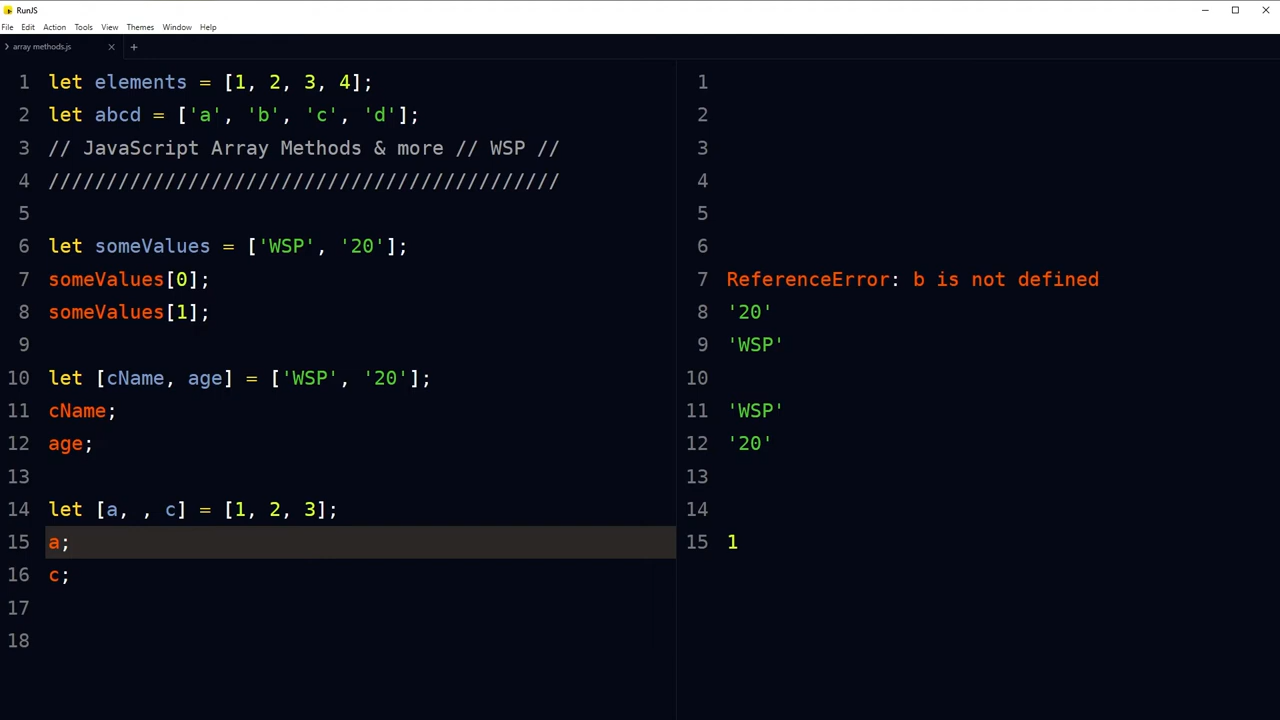 RunJS
File Edit Action Tools View Themes Window Help
array methods.js
1 let elements = [1, 2, 3, 4];
2 let abcd = ['a', 'b', 'c', 'd'];
3 // JavaScript Array Methods & more // WSP //
4 ////////////////////////////////////////////
5
6 let someValues = ['WSP', '20'];
7 someValues[0];
8 someValues[1];
9
10 let [cName, age] = ['WSP', '20'];
11 cName;
12 age;
13
14 let [a, , c] = [1, 2, 3];
15 a;
16 c;
17
18
1
2
3
4
5
6
7 ReferenceError: b is not defined
8 '20'
9 'WSP'
10
11 'WSP'
12 '20'
13
14
15 1